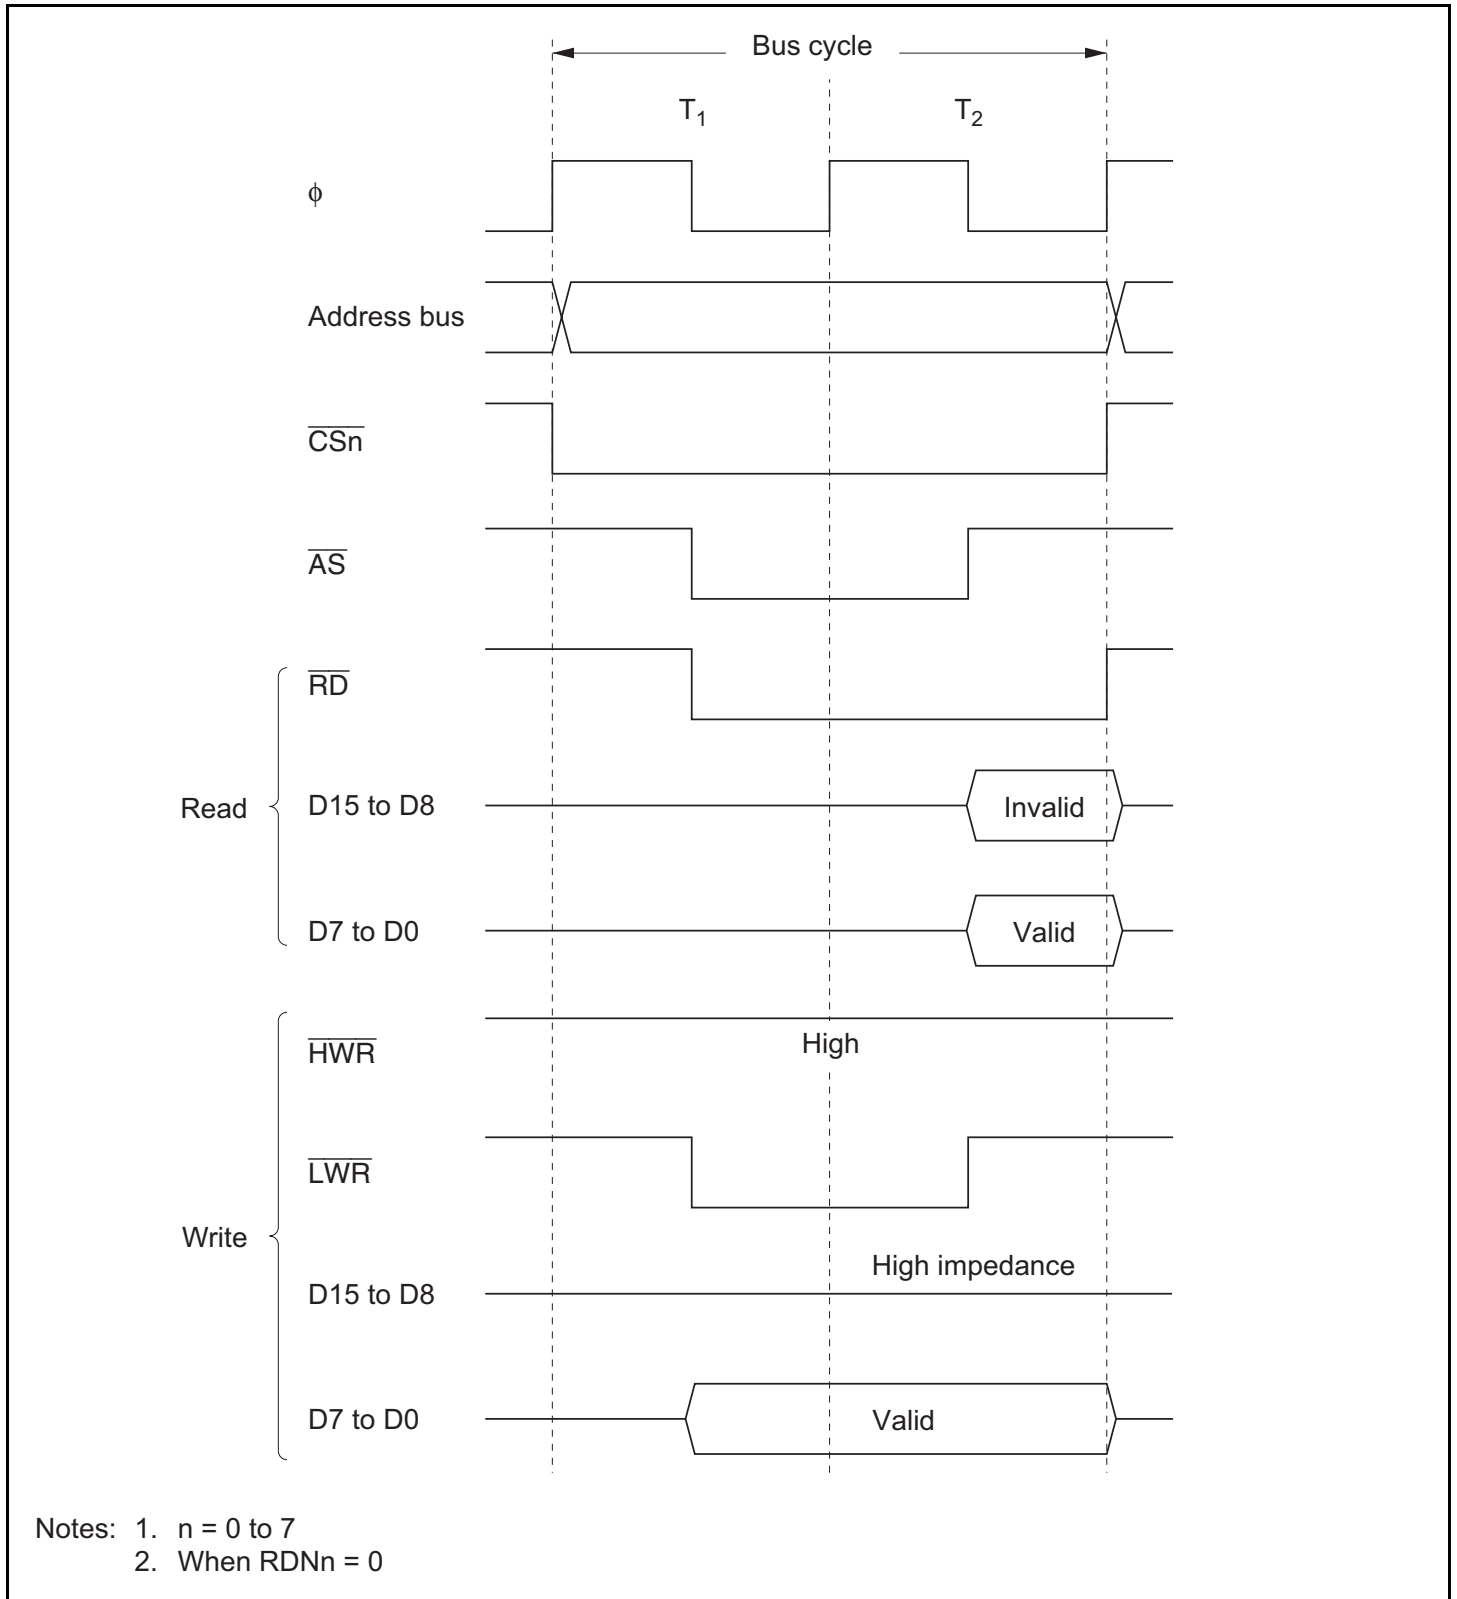 Bus cycle
T1 T2
ϕ
Address bus
CSn
AS
RD
Read
D15 to D8 Invalid
D7 to D0 Valid
HWR High
LWR
Write
High impedance
D15 to D8
D7 to D0 Valid
Notes: 1. n = 0 to 7
2. When RDNn = 0